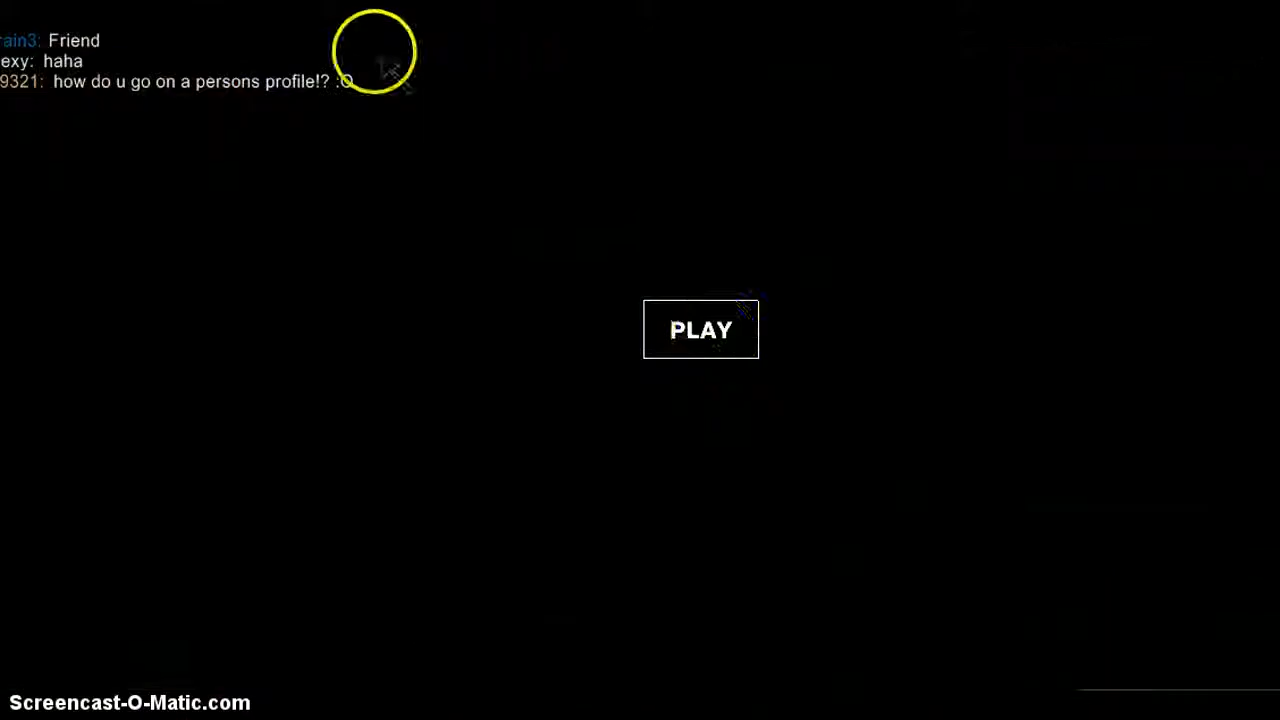 rain3: Friend
exy: haha
9321: how do u go on a persons profile!? :O
PLAY
Screencast-O-Matic.com